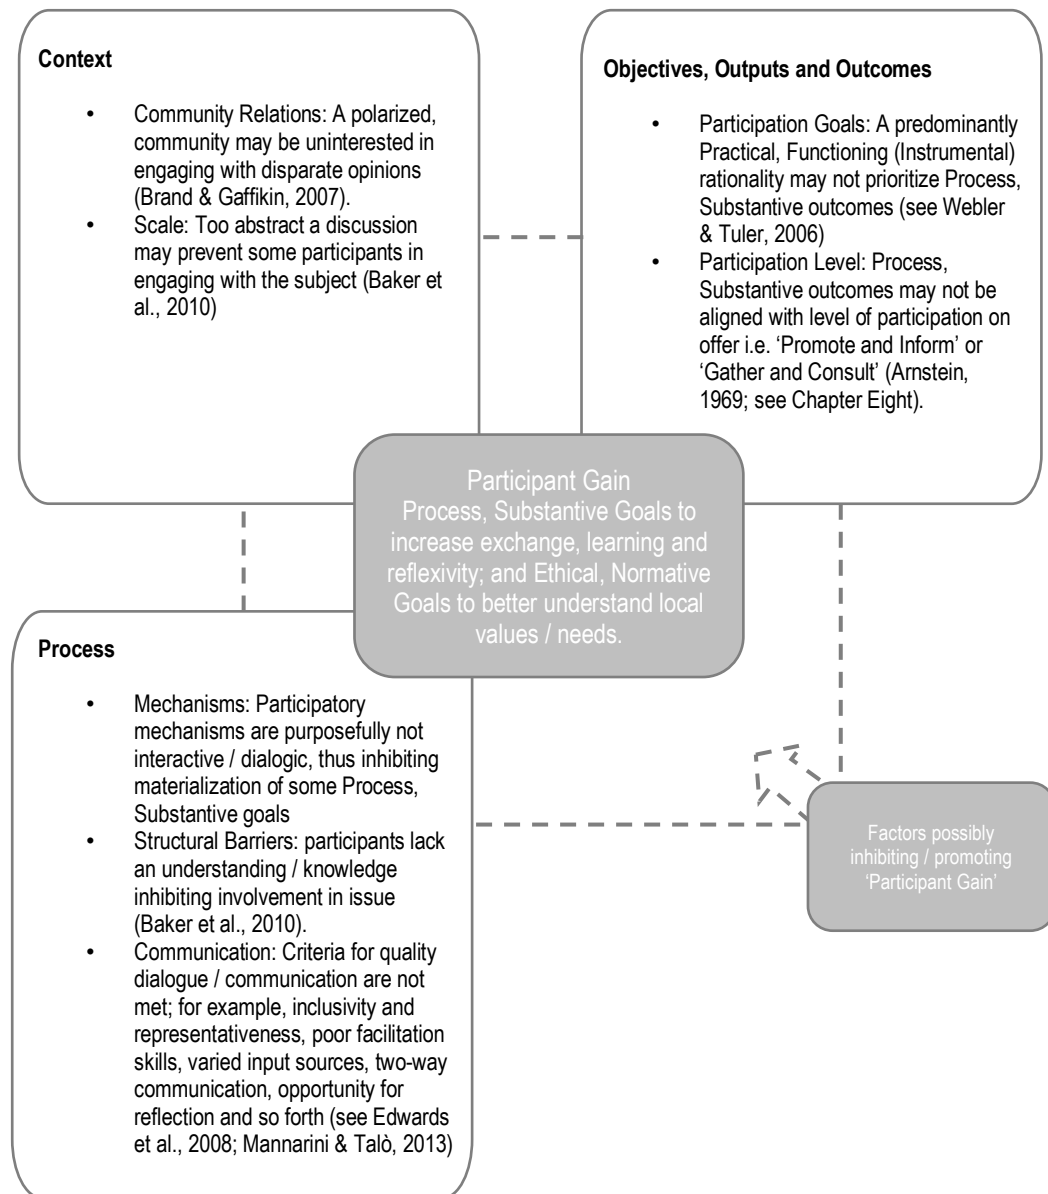 Context
• Community Relations: A polarized,
community may be uninterested in
engaging with disparate opinions
(Brand & Gaffikin, 2007).
• Scale: Too abstract a discussion
may prevent some participants in
engaging with the subject (Baker et
al., 2010)
Objectives, Outputs and Outcomes
• Participation Goals: A predominantly
Practical, Functioning (Instrumental)
rationality may not prioritize Process,
Substantive outcomes (see Webler
& Tuler, 2006)
• Participation Level: Process,
Substantive outcomes may not be
aligned with level of participation on
offer i.e. ‘Promote and Inform’ or
‘Gather and Consult’ (Arnstein,
1969; see Chapter Eight).
Participant Gain
Process, Substantive Goals to
increase exchange, learning and
reflexivity; and Ethical, Normative
Goals to better understand local
values / needs.
Process
• Mechanisms: Participatory
mechanisms are purposefully not
interactive / dialogic, thus inhibiting
materialization of some Process,
Substantive goals
• Structural Barriers: participants lack
an understanding / knowledge
inhibiting involvement in issue
(Baker et al., 2010).
• Communication: Criteria for quality
dialogue / communication are not
met; for example, inclusivity and
representativeness, poor facilitation
skills, varied input sources, two-way
communication, opportunity for
reflection and so forth (see Edwards
et al., 2008; Mannarini & Talò, 2013)
Factors possibly
inhibiting / promoting
‘Participant Gain’